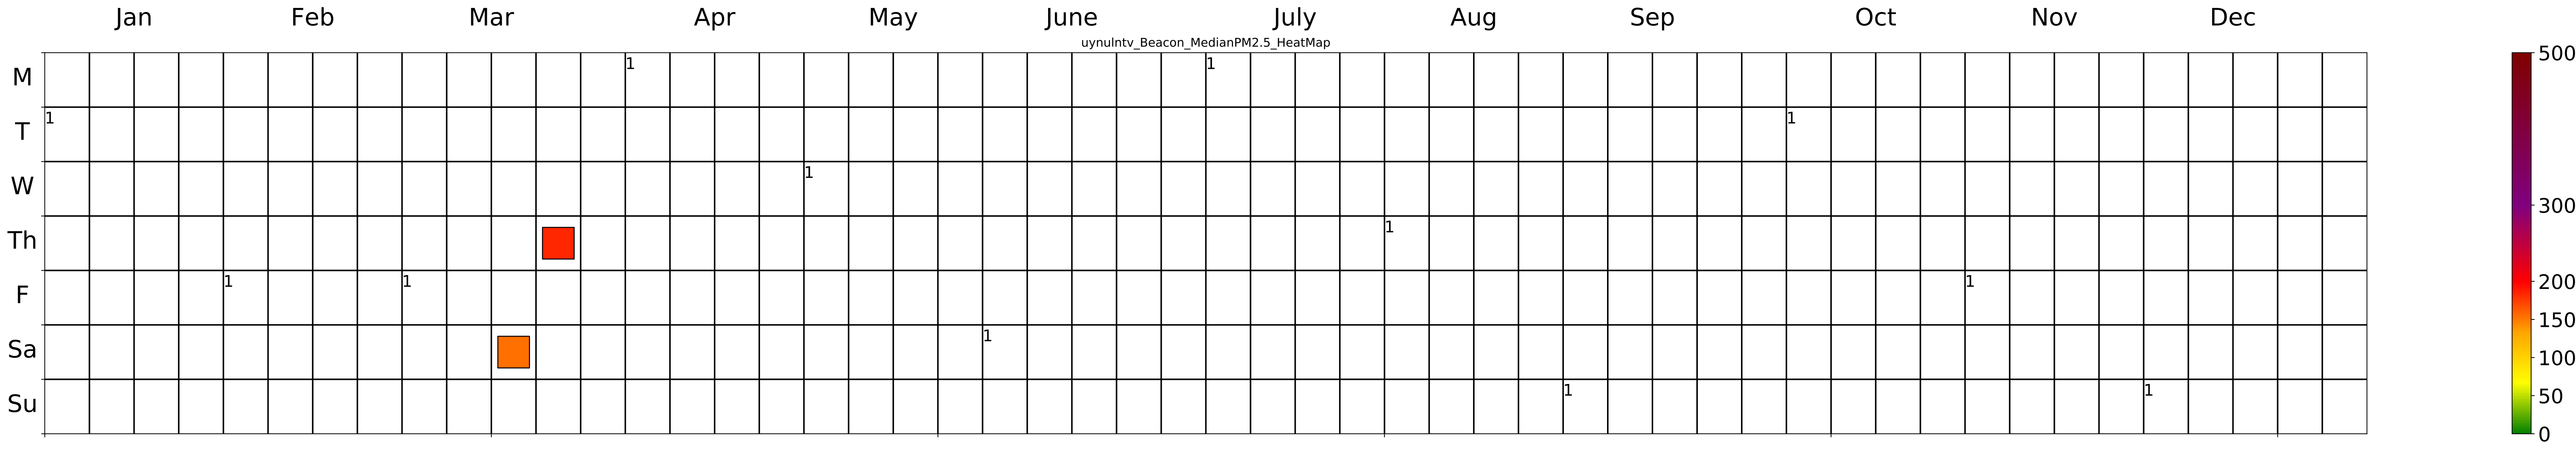 Jan Feb Mar Apr May June July Aug Sep Oct Nov Dec
uynulntv_Beacon_MedianPM2.5_HeatMap
500
M 1 1
T 1 1
W 1
300
Th 1
F 1 1 1
200
150
Sa 1
100
Su 1 1
50
0